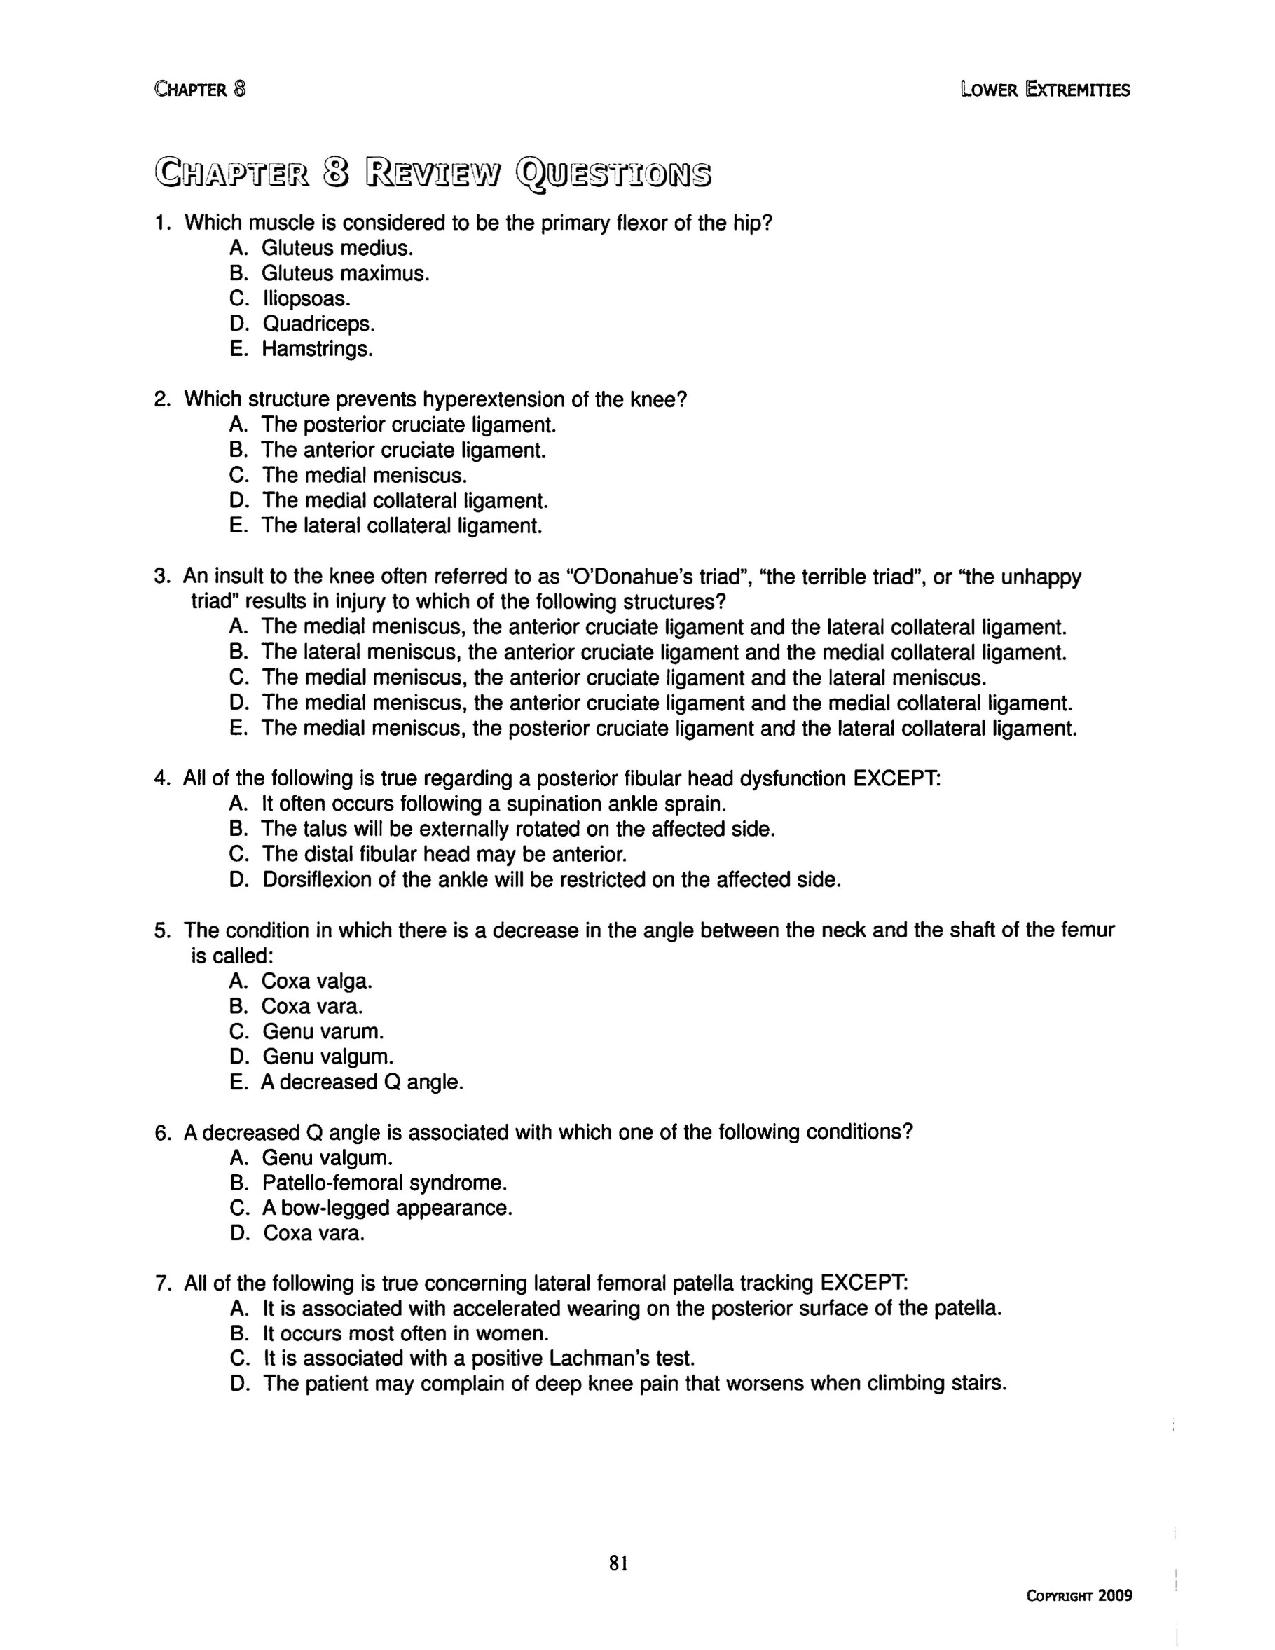 CHAPTER 8 LOWER EXTREMITIES
CHAPTER 8 REVIEW QUESTIONS
1. Which muscle is considered to be the primary flexor of the hip?
A. Gluteus medius.
B. Gluteus maximus.
C. Iliopsoas.
D. Quadriceps.
E. Hamstrings.
2. Which structure prevents hyperextension of the knee?
A. The posterior cruciate ligament.
B. The anterior cruciate ligament.
C. The medial meniscus.
D. The medial collateral ligament.
E. The lateral collateral ligament.
3. An insult to the knee often referred to as "O'Donahue's triad", "the terrible triad", or "the unhappy
triad" results in injury to which of the following structures?
A. The medial meniscus, the anterior cruciate ligament and the lateral collateral ligament.
B. The lateral meniscus, the anterior cruciate ligament and the medial collateral ligament.
C. The medial meniscus, the anterior cruciate ligament and the lateral meniscus.
D. The medial meniscus, the anterior cruciate ligament and the medial collateral ligament.
E. The medial meniscus, the posterior cruciate ligament and the lateral collateral ligament.
4. All of the following is true regarding a posterior fibular head dysfunction EXCEPT:
A. It often occurs following a supination ankle sprain.
B. The talus will be externally rotated on the affected side.
C. The distal fibular head may be anterior.
D. Dorsiflexion of the ankle will be restricted on the affected side.
5. The condition in which there is a decrease in the angle between the neck and the shaft of the femur
is called:
A. Coxa valga.
B. Coxa vara.
C. Genu varum.
D. Genu valgum.
E. A decreased Q angle.
6. A decreased Q angle is associated with which one of the following conditions?
A. Genu valgum.
B. Patello-femoral syndrome.
C. A bow-legged appearance.
D. Coxa vara.
7. All of the following is true concerning lateral femoral patella tracking EXCEPT:
A. It is associated with accelerated wearing on the posterior surface of the patella.
B. It occurs most often in women.
C. It is associated with a positive Lachman's test.
D. The patient may complain of deep knee pain that worsens when climbing stairs.
81
COPYRIGHT 2009